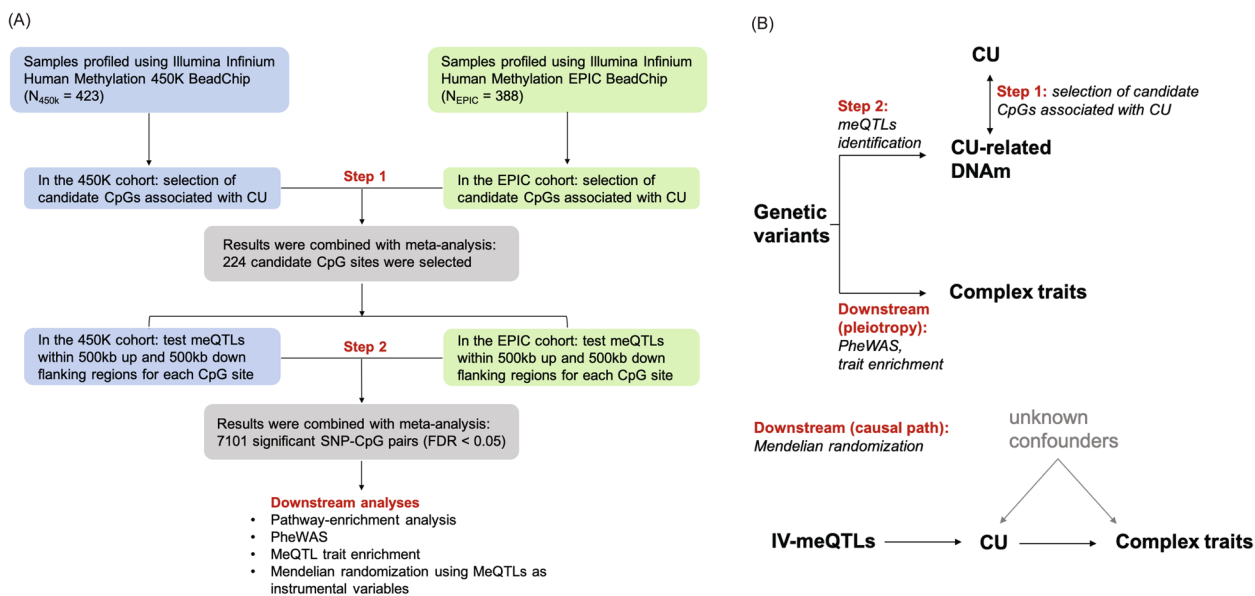 (A)
Samples profiled using Illumina Infinium
Human Methylation 450K BeadChip
(N450k = 423)
Samples profiled using Illumina Infinium
Human Methylation EPIC BeadChip
(NEPIC = 388)
In the 450K cohort: selection of
candidate CpGs associated with CU
Step 1
In the EPIC cohort: selection of
candidate CpGs associated with CU
Results were combined with meta-analysis:
224 candidate CpG sites were selected
In the 450K cohort: test meQTLs
within 500kb up and 500kb down
flanking regions for each CpG site
Step 2
In the EPIC cohort: test meQTLs
within 500kb up and 500kb down
flanking regions for each CpG site
Results were combined with meta-analysis:
7101 significant SNP-CpG pairs (FDR < 0.05)
Downstream analyses
• Pathway-enrichment analysis
• PheWAS
• MeQTL trait enrichment
• Mendelian randomization using MeQTLs as
instrumental variables
(B)
CU
Step 1: selection of candidate
CpGs associated with CU
Step 2:
meQTLs
identification
CU-related
DNAm
Genetic
variants
Complex traits
Downstream
(pleiotropy):
PheWAS,
trait enrichment
Downstream (causal path):
Mendelian randomization
unknown
confounders
IV-meQTLs
CU
Complex traits